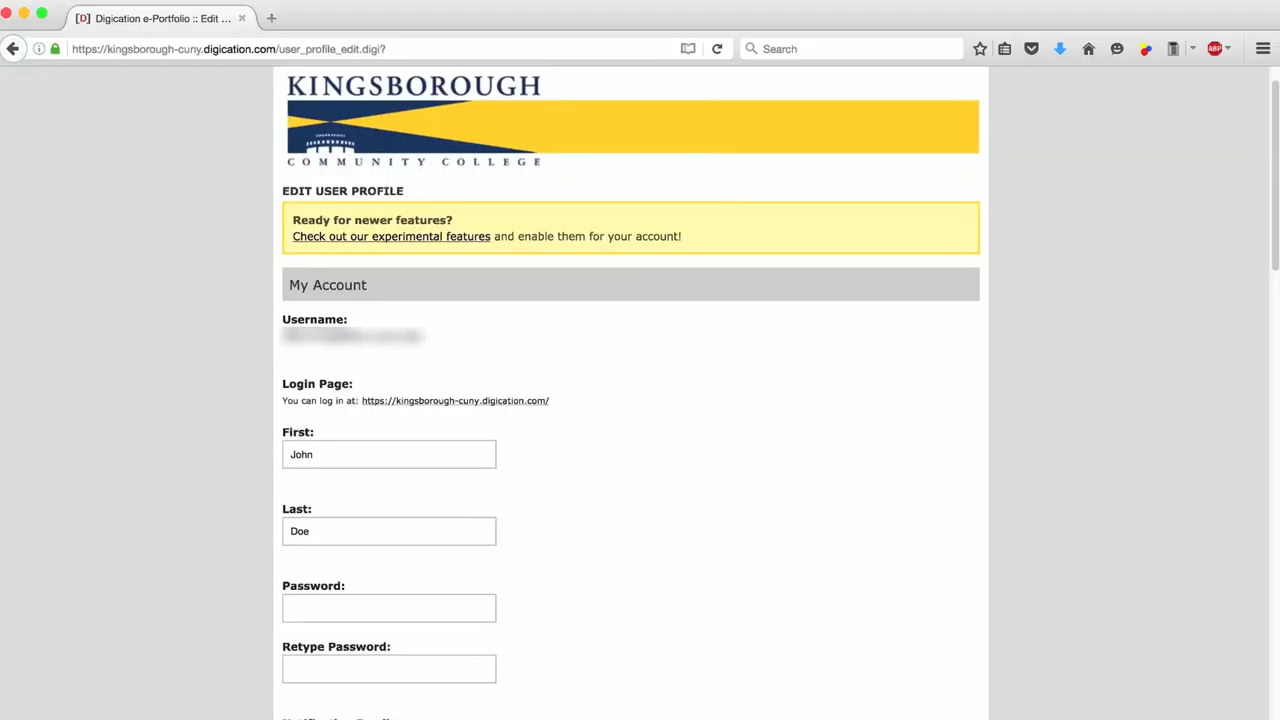 [D] Digication e-Portfolio :: Edit ...
https://kingsborough-cuny.digication.com/user_profile_edit.digi?
Search
ABP
KINGSBOROUGH
COMMUNITY COLLEGE
EDIT USER PROFILE
Ready for newer features?
Check out our experimental features and enable them for your account!
My Account
Username:
Login Page:
You can log in at: https://kingsborough-cuny.digication.com/
First:
John
Last:
Doe
Password:
Retype Password: